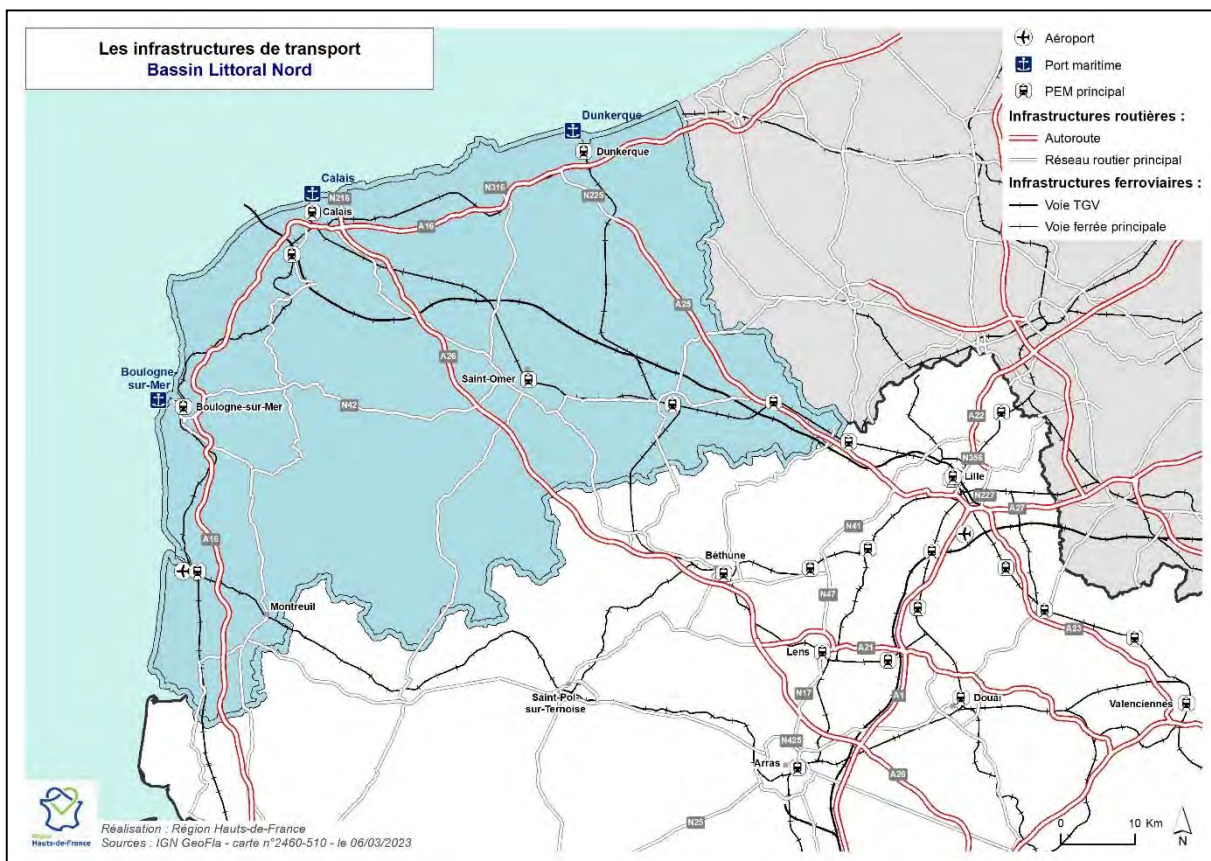 Les infrastructures de transport
Bassin Littoral Nord
Aéroport
Port maritime
PEM principal
Infrastructures routières :
Autoroute
Réseau routier principal
Infrastructures ferroviaires :
Voie TGV
Voie ferrée principale
Dunkerque
Dunkerque
Calais
N216
Calais
N316
N225
A16
A25
A26
Saint-Omer
Boulogne-
sur-Mer
Boulogne-sur-Mer
N42
A22
N356
Lille
N227
A27
N41
A16
Béthune
Montreuil
N47
A23
Lens
A21
Saint-Pol-
sur-Ternoise
N17
A1
Douai
Valenciennes
N425
Arras
A26
N25
Région
Hauts-de-France
Réalisation : Région Hauts-de-France
Sources : IGN GeoFla - carte n°2460-510 - le 06/03/2023
0
10 Km
N